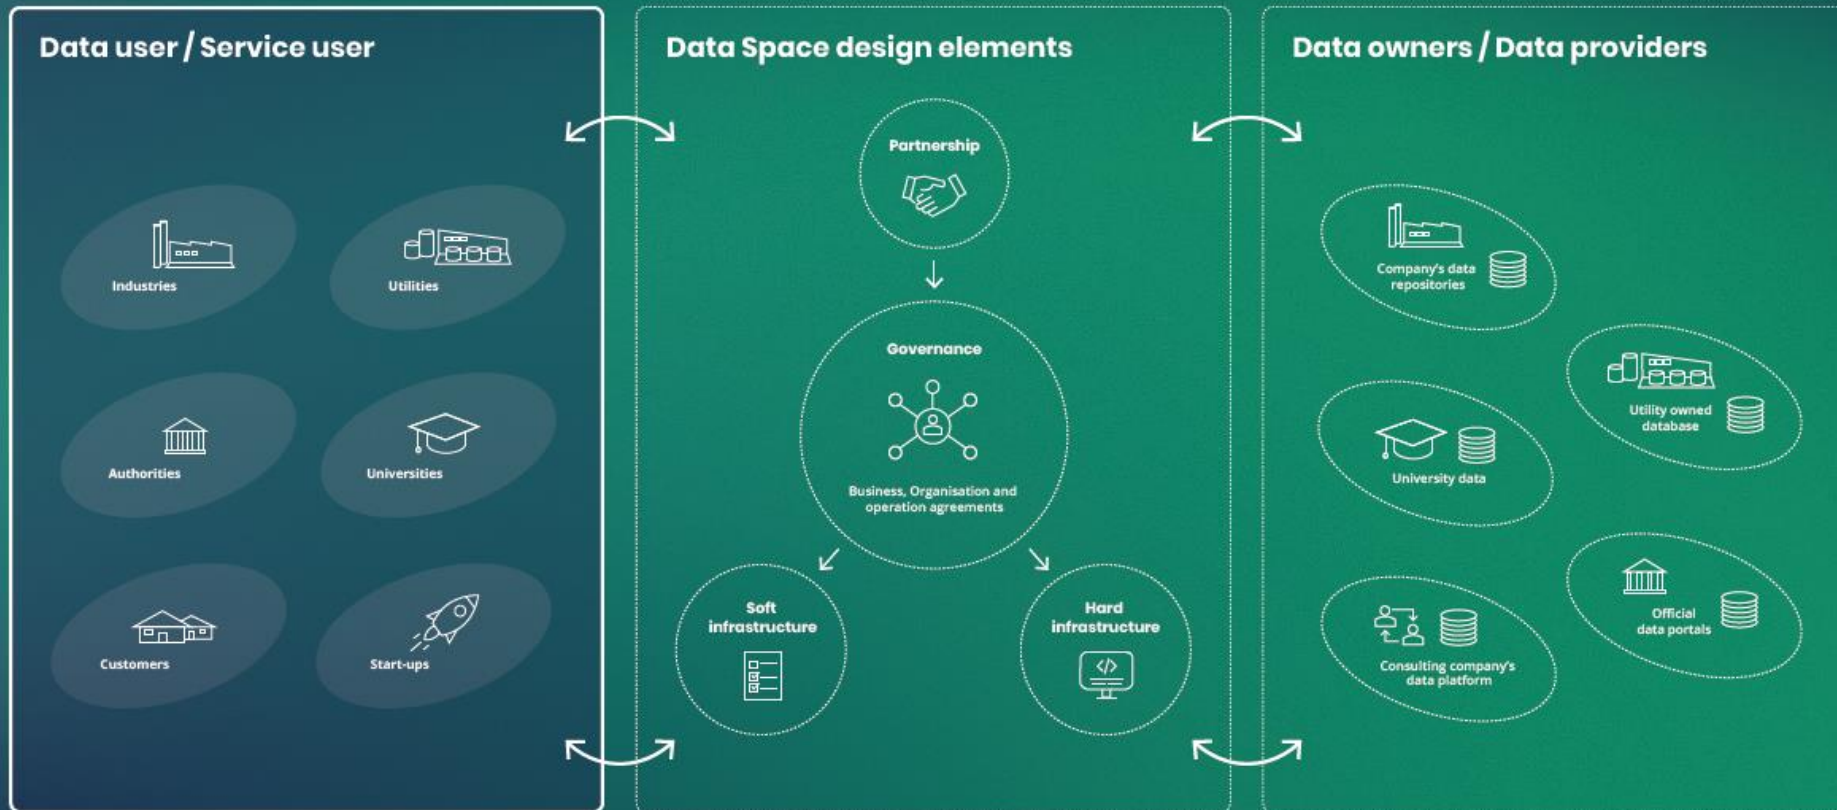 Data user / Service user
Industries
Utilities
Authorities
Universities
Customers
Start-ups
Data Space design elements
Partnership
Governance
Business, Organisation and
operation agreements
Soft
infrastructure
Hard
infrastructure
</>
Data owners / Data providers
Company's data
repositories
Utility owned
database
University data
Official
data portals
Consulting company's
data platform